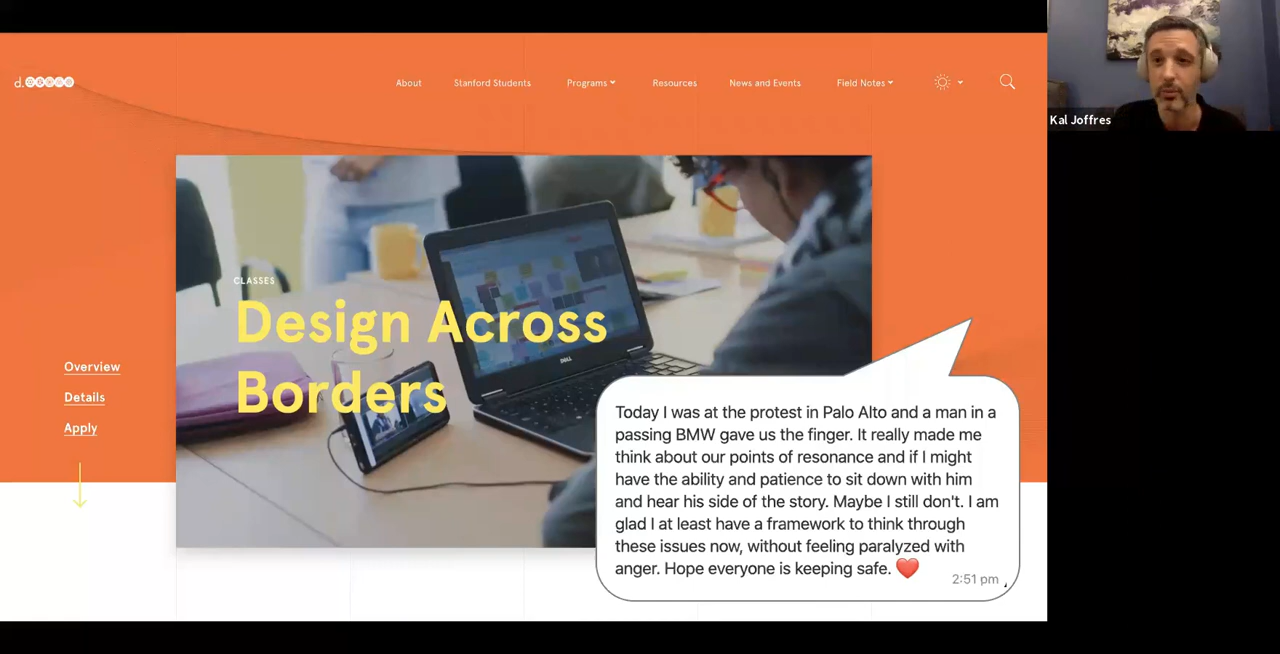 d.
About Stanford Students Programs Resources News and Events Field Notes
Kal Joffres
CLASSES
Design Across
Borders
Overview
Details
Apply
DELL
Today I was at the protest in Palo Alto and a man in a
passing BMW gave us the finger. It really made me
think about our points of resonance and if I might
have the ability and patience to sit down with him
and hear his side of the story. Maybe I still don't. I am
glad I at least have a framework to think through
these issues now, without feeling paralyzed with
anger. Hope everyone is keeping safe. ❤️
2:51 pm